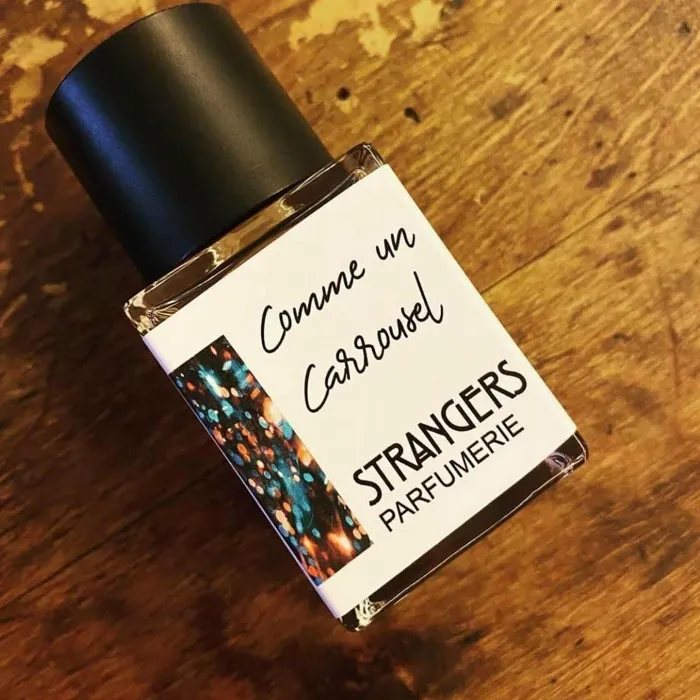 Comme un
Carrousel
STRANGERS
PARFUMERIE